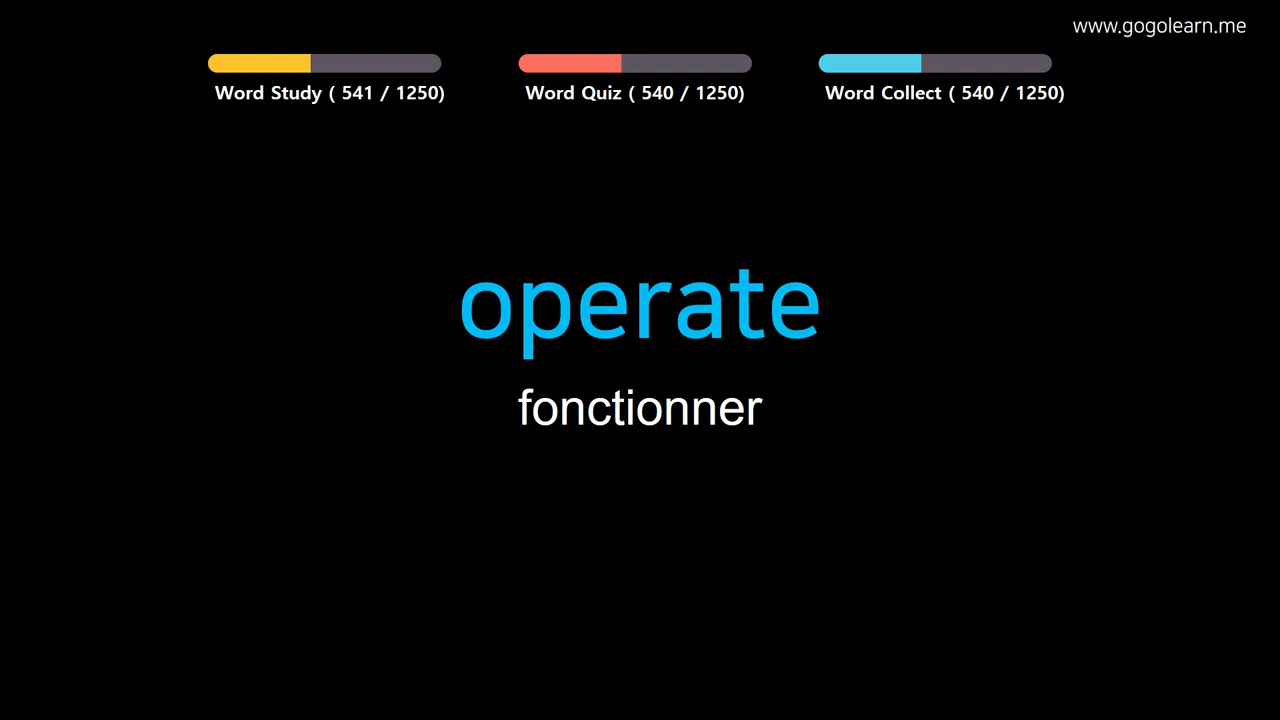 www.gogolearn.me
Word Study ( 541 / 1250)
Word Quiz ( 540 / 1250)
Word Collect ( 540 / 1250)
operate
fonctionner